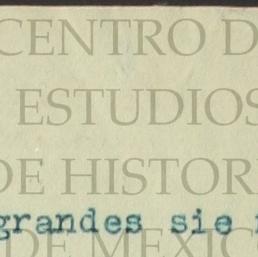 CENTRO D
ESTUDIOS
DE HISTOR
grandes sie
DE MEXIC